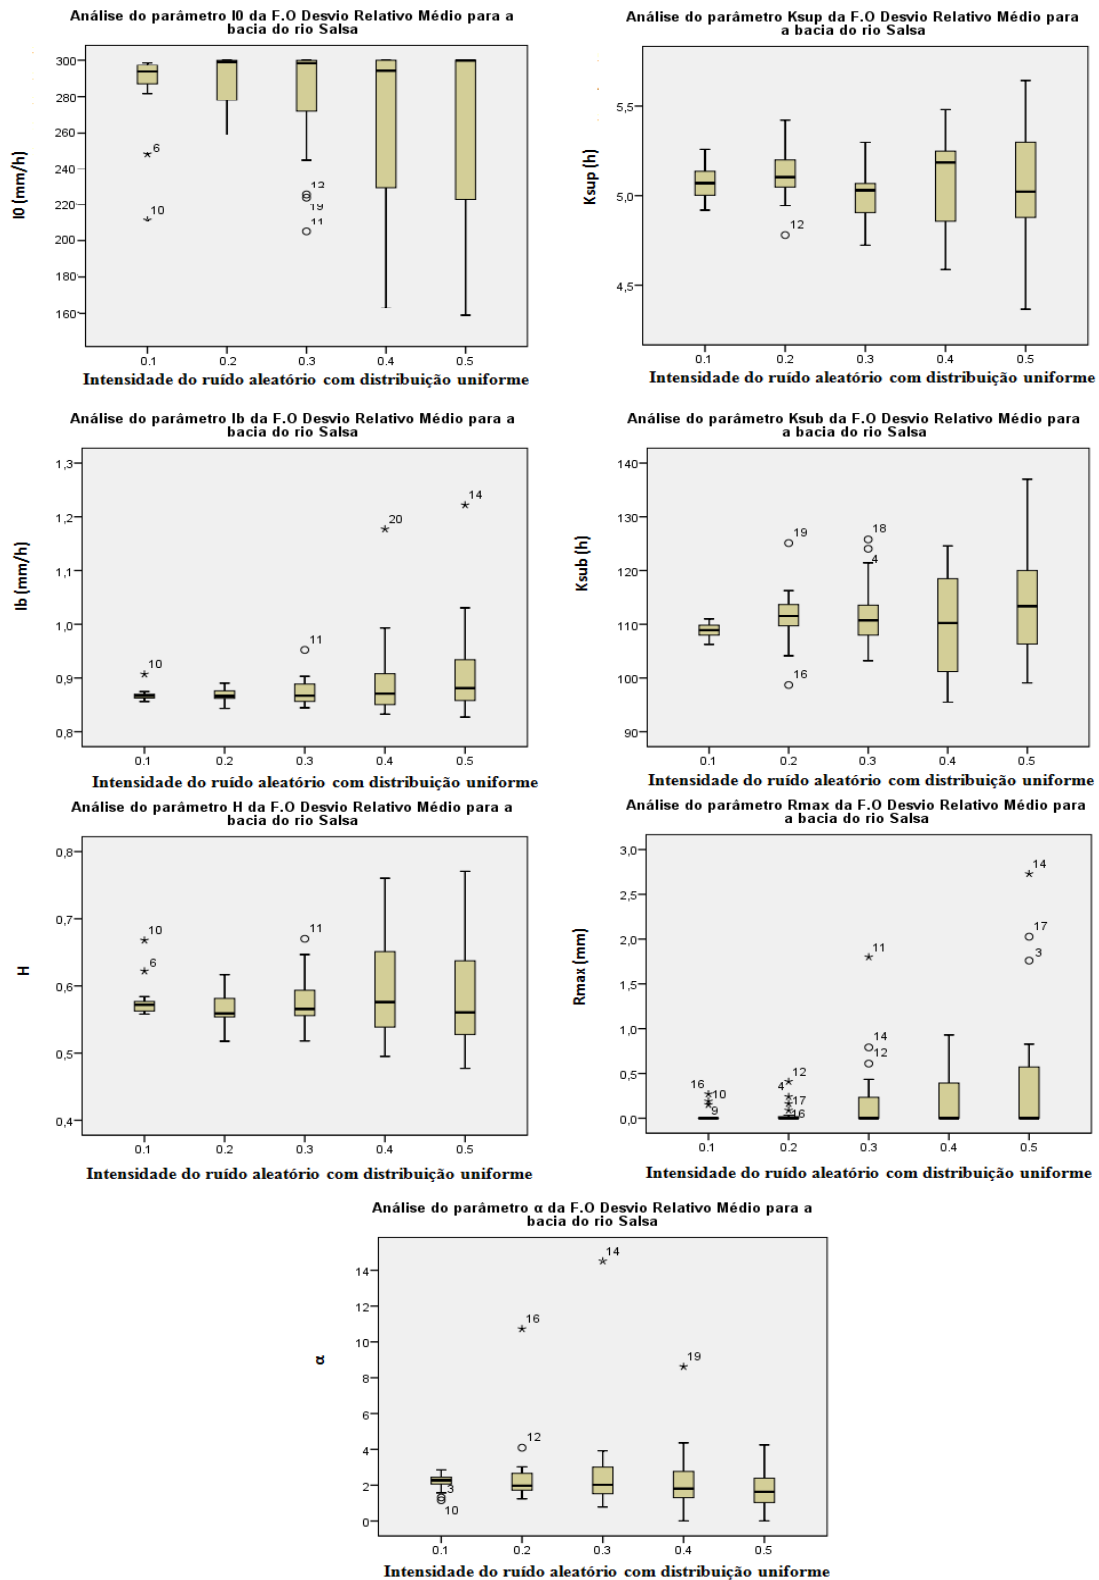 Análise do parâmetro I0 da F.O Desvio Relativo Médio para a
bacia do rio Salsa
300
280
260
240
220
200
180
160
I0 (mm/h)
6
10
12
19
11
0.1 0.2 0.3 0.4 0.5
Intensidade do ruído aleatório com distribuição uniforme
Análise do parâmetro Ksup da F.O Desvio Relativo Médio para
a bacia do rio Salsa
5,5
5,0
4,5
Ksup (h)
12
0.1 0.2 0.3 0.4 0.5
Intensidade do ruído aleatório com distribuição uniforme
Análise do parâmetro Ib da F.O Desvio Relativo Médio para a
bacia do rio Salsa
1,3
1,2
1,1
1,0
0,9
0,8
Ib (mm/h)
10
11
20
14
0.1 0.2 0.3 0.4 0.5
Intensidade do ruído aleatório com distribuição uniforme
Análise do parâmetro Ksub da F.O Desvio Relativo Médio para
a bacia do rio Salsa
140
130
120
110
100
90
Ksub (h)
19
16
18
4
0.1 0.2 0.3 0.4 0.5
Intensidade do ruído aleatório com distribuição uniforme
Análise do parâmetro H da F.O Desvio Relativo Médio para a
bacia do rio Salsa
0,8
0,7
0,6
0,5
0,4
H
10
6
11
0.1 0.2 0.3 0.4 0.5
Intensidade do ruído aleatório com distribuição uniforme
Análise do parâmetro Rmax da F.O Desvio Relativo Médio para
a bacia do rio Salsa
3,0
2,5
2,0
1,5
1,0
0,5
0,0
Rmax (mm)
16
10
9
12
4
17
16
11
14
12
14
17
3
0.1 0.2 0.3 0.4 0.5
Intensidade do ruído aleatório com distribuição uniforme
Análise do parâmetro α da F.O Desvio Relativo Médio para a
bacia do rio Salsa
14
12
10
8
6
4
2
0
α
3
10
16
12
14
19
0.1 0.2 0.3 0.4 0.5
Intensidade do ruído aleatório com distribuição uniforme